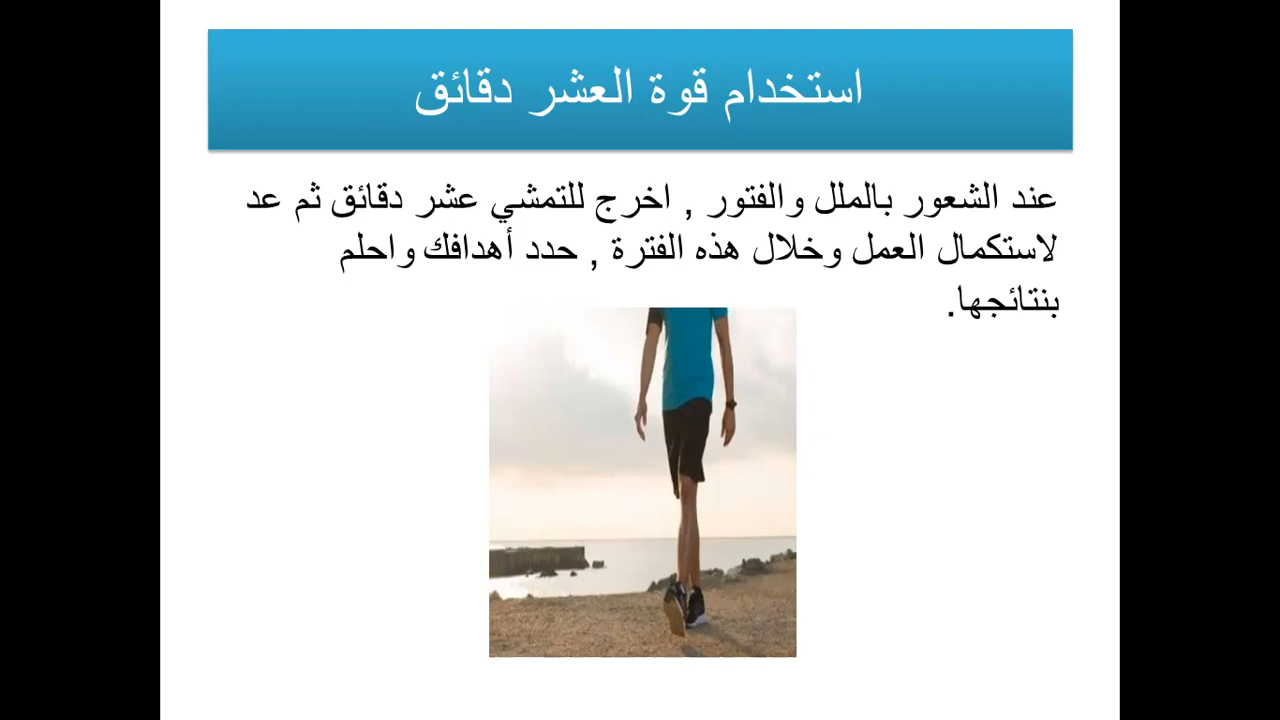 استخدام قوة العشر دقائق
عند الشعور بالملل والفتور , اخرج للتمشي عشر دقائق ثم عد
لاستكمال العمل وخلال هذه الفترة , حدد أهدافك واحلم
بنتائجها.